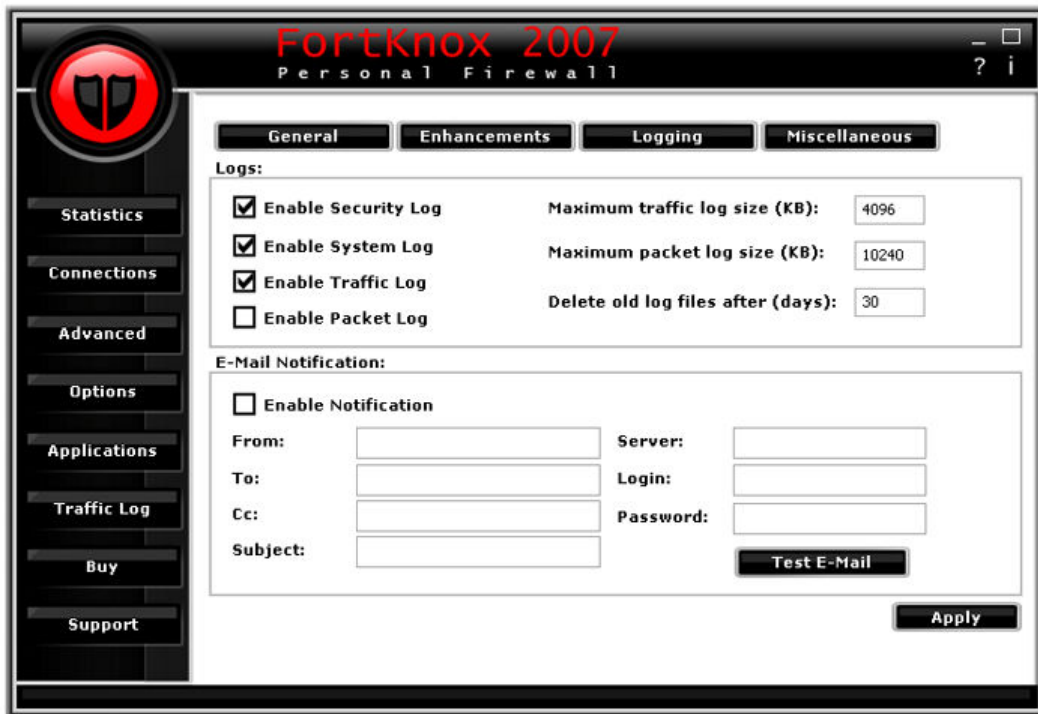 FortKnox 2007
Personal Firewall
? i
General Enhancements Logging Miscellaneous
Logs:
Enable Security Log Maximum traffic log size (KB): 4096
Enable System Log Maximum packet log size (KB): 10240
Enable Traffic Log
Delete old log files after (days): 30
Enable Packet Log
E-Mail Notification:
Enable Notification
From: Server:
To: Login:
Cc: Password:
Subject:
Test E-Mail
Apply
Statistics
Connections
Advanced
Options
Applications
Traffic Log
Buy
Support